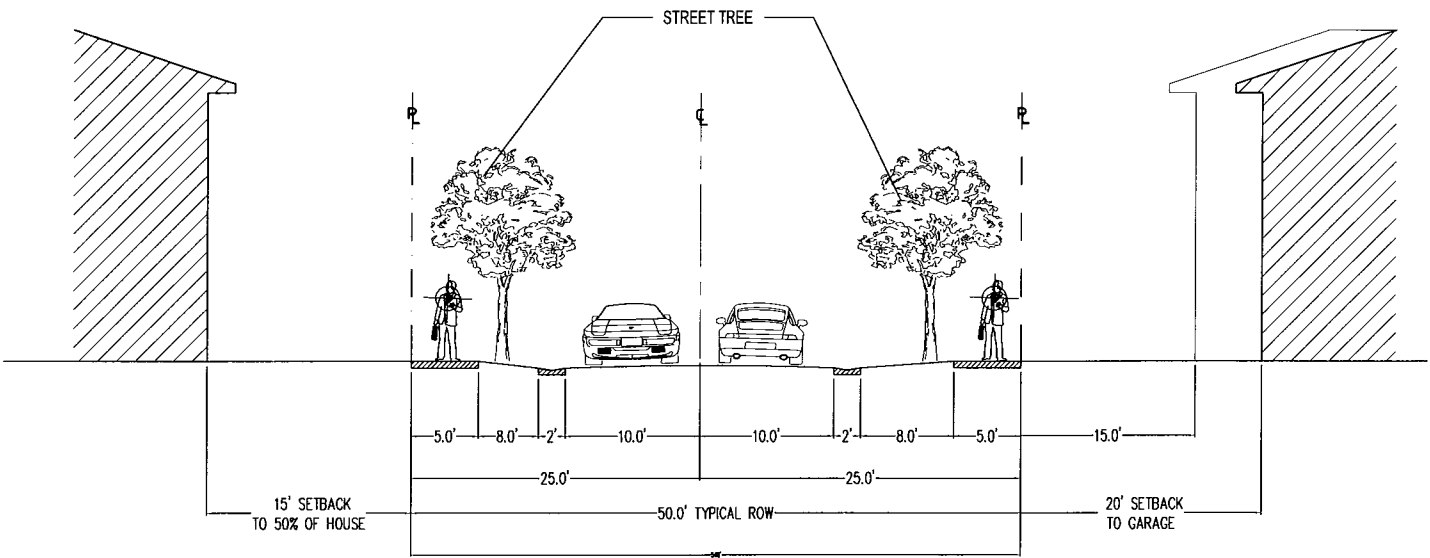 STREET TREE
PL
CL
PL
5.0'
8.0'
2'
10.0'
10.0'
2'
8.0'
5.0'
15.0'
25.0'
25.0'
15' SETBACK
TO 50% OF HOUSE
50.0' TYPICAL ROW
20' SETBACK
TO GARAGE